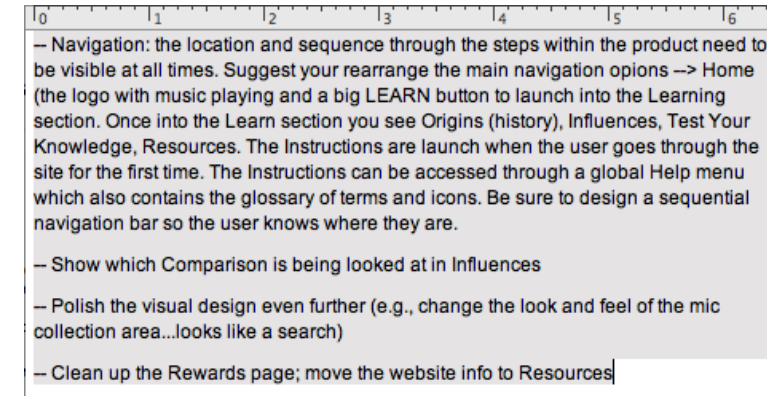 0 1 2 3 4 5 6
-- Navigation: the location and sequence through the steps within the product need to
be visible at all times. Suggest your rearrange the main navigation opions --> Home
(the logo with music playing and a big LEARN button to launch into the Learning
section. Once into the Learn section you see Origins (history), Influences, Test Your
Knowledge, Resources. The Instructions are launch when the user goes through the
site for the first time. The Instructions can be accessed through a global Help menu
which also contains the glossary of terms and icons. Be sure to design a sequential
navigation bar so the user knows where they are.
-- Show which Comparison is being looked at in Influences
-- Polish the visual design even further (e.g., change the look and feel of the mic
collection area...looks like a search)
-- Clean up the Rewards page; move the website info to Resources